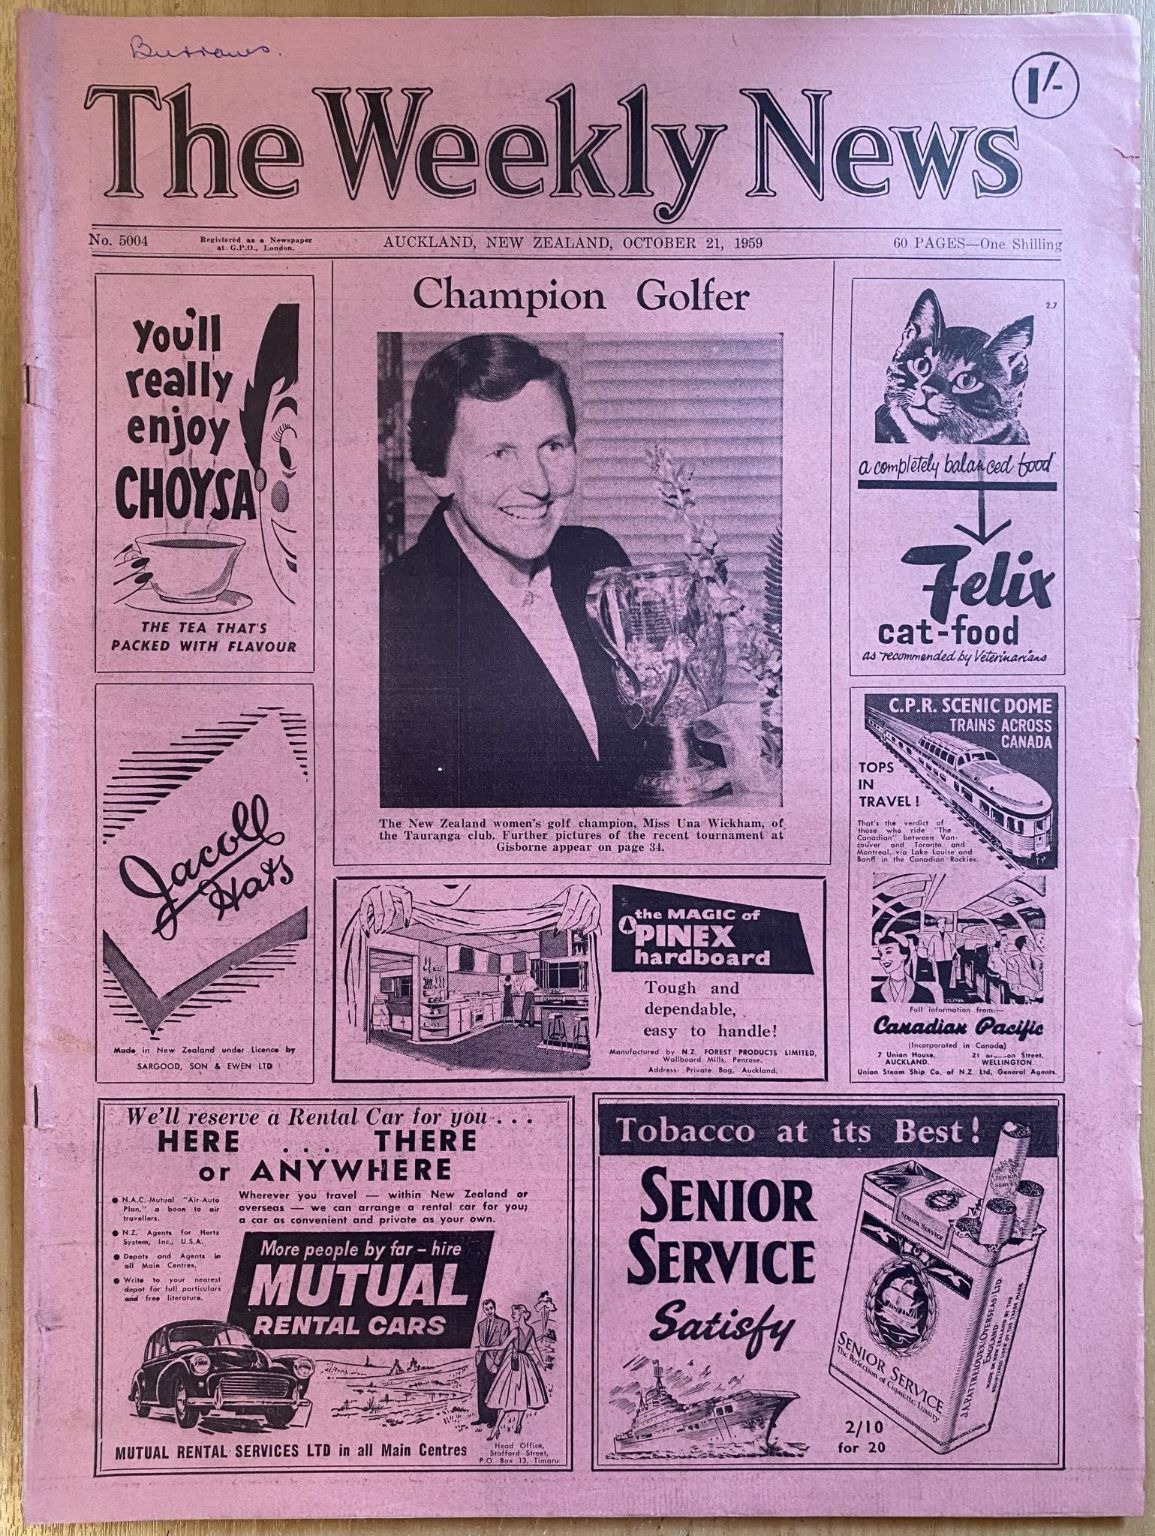 Burrows.
1/-
The Weekly News
No. 5004
Registered as a Newspaper
at G.P.O., London.
AUCKLAND, NEW ZEALAND, OCTOBER 21, 1959
60 PAGES—One Shilling
You'll
really
enjoy
CHOYSA
THE TEA THAT'S
PACKED WITH FLAVOUR
Champion Golfer
The New Zealand women's golf champion, Miss Una Wickham, of
the Tauranga club. Further pictures of the recent tournament at
Gisborne appear on page 34.
2.7
a completely balanced food
Felix
cat-food
as recommended by Veterinarians
Jacoll
Hats
Made in New Zealand under Licence by
SARGOOD, SON & EWEN LTD
the MAGIC of
PINEX
hardboard
Tough and
dependable,
easy to handle!
Manufactured by N.Z. FOREST PRODUCTS LIMITED,
Wallboard Mills, Penrose.
Address: Private Bag, Auckland.
C.P.R. SCENIC DOME
TRAINS ACROSS
CANADA
TOPS
IN
TRAVEL!
That's the verdict of
those who ride "The
Canadian" between Van-
couver and Toronto and
Montreal, via Lake Louise and
Banff in the Canadian Rockies.
Full information from:—
Canadian Pacific
(Incorporated in Canada)
7 Union House,
AUCKLAND.
21 Street,
WELLINGTON
Union Steam Ship Co. of N.Z. Ltd, General Agents.
We'll reserve a Rental Car for you . . .
HERE ... THERE
or ANYWHERE
N.A.C. Mutual "Air-Auto
Plan," a boon to air
travellers.
N.Z. Agents for Hertz
System, Inc., U.S.A.
Depots and Agents in
all Main Centres.
Write to your nearest
depot for full particulars
and free literature.
Wherever you travel — within New Zealand or
overseas — we can arrange a rental car for you;
a car as convenient and private as your own.
More people by far - hire
MUTUAL
RENTAL CARS
MUTUAL RENTAL SERVICES LTD in all Main Centres
Head Office,
Stafford Street,
P.O. Box 13, Timaru
Tobacco at its Best!
SENIOR
SERVICE
Satisfy
SENIOR SERVICE
SENIOR SERVICE
The Perfection of Cigarette Luxury
ENGLAND
2/10
for 20